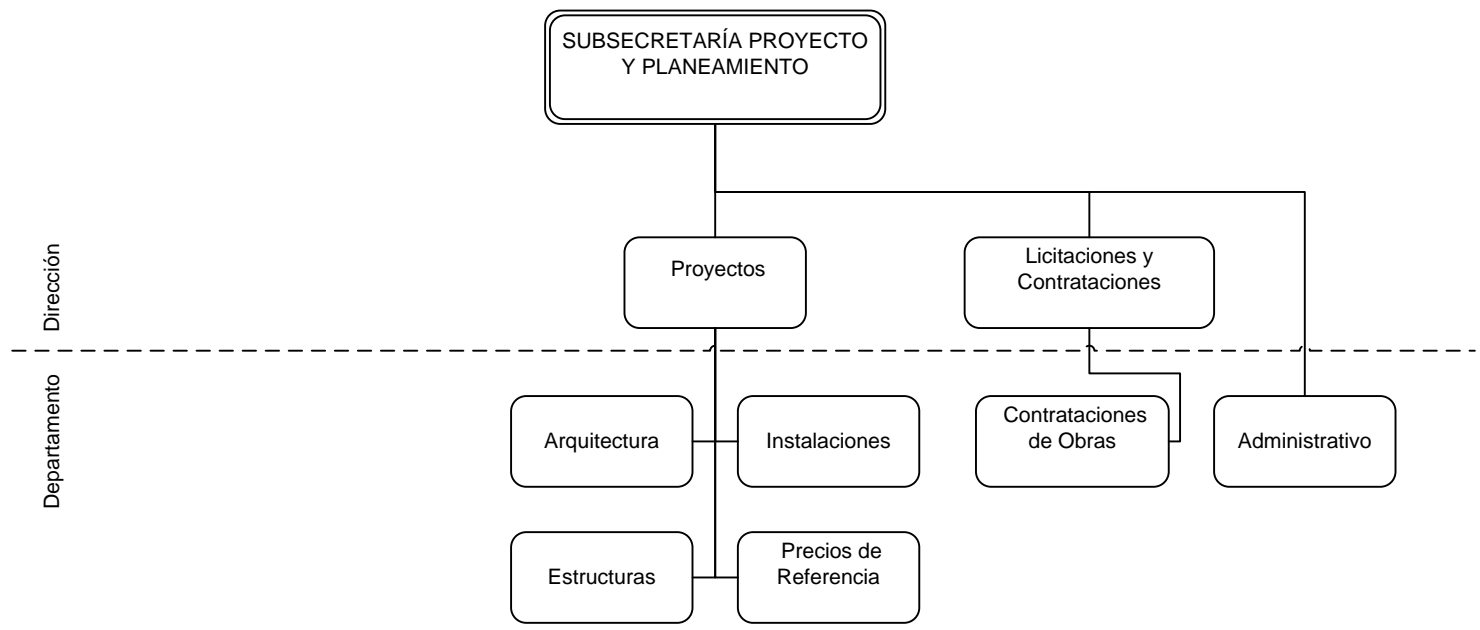 SUBSECRETARÍA PROYECTO
Y PLANEAMIENTO
Dirección
Proyectos
Licitaciones y
Contrataciones
Departamento
Arquitectura
Instalaciones
Contrataciones
de Obras
Administrativo
Estructuras
Precios de
Referencia